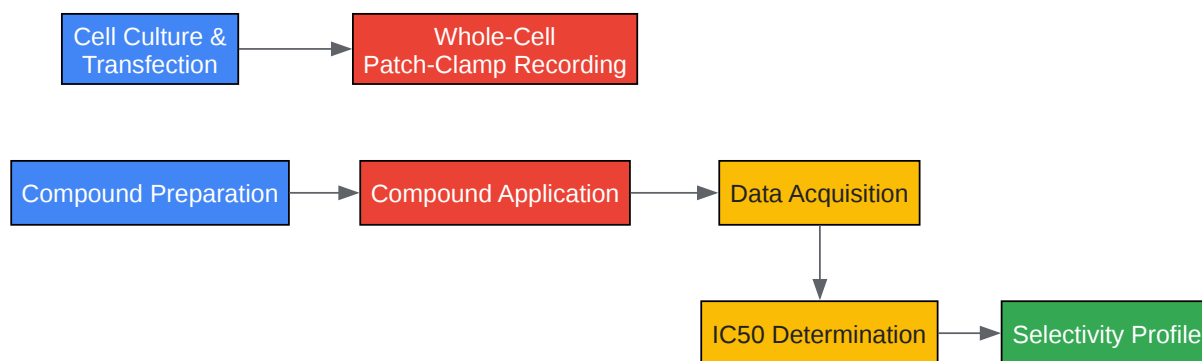 Cell Culture &
Transfection
Whole-Cell
Patch-Clamp Recording
Compound Preparation
Compound Application
Data Acquisition
IC50 Determination
Selectivity Profile